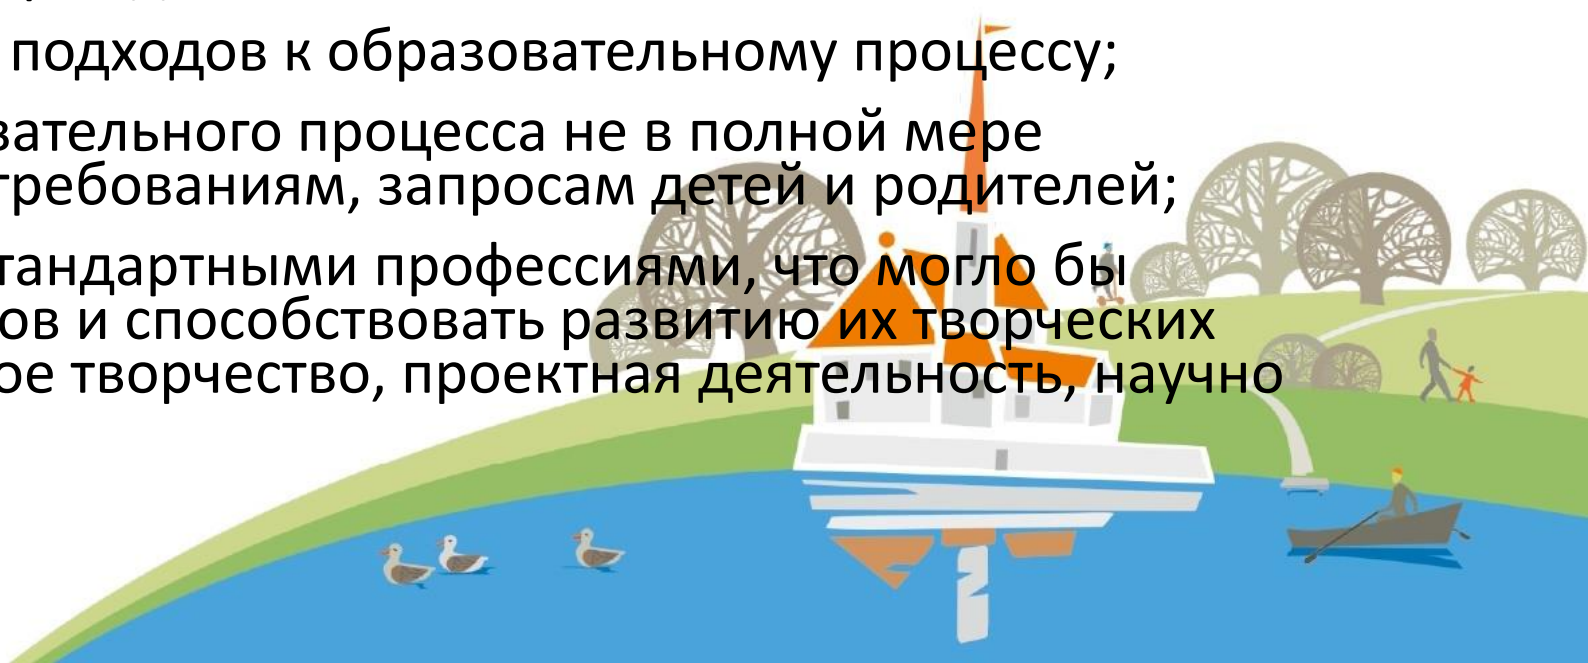 подходов к образовательному процессу;
вательного процесса не в полной мере
требованиям, запросам детей и родителей;
тандартными профессиями, что могло бы
ов и способствовать развитию их творческих
ое творчество, проектная деятельность, научно